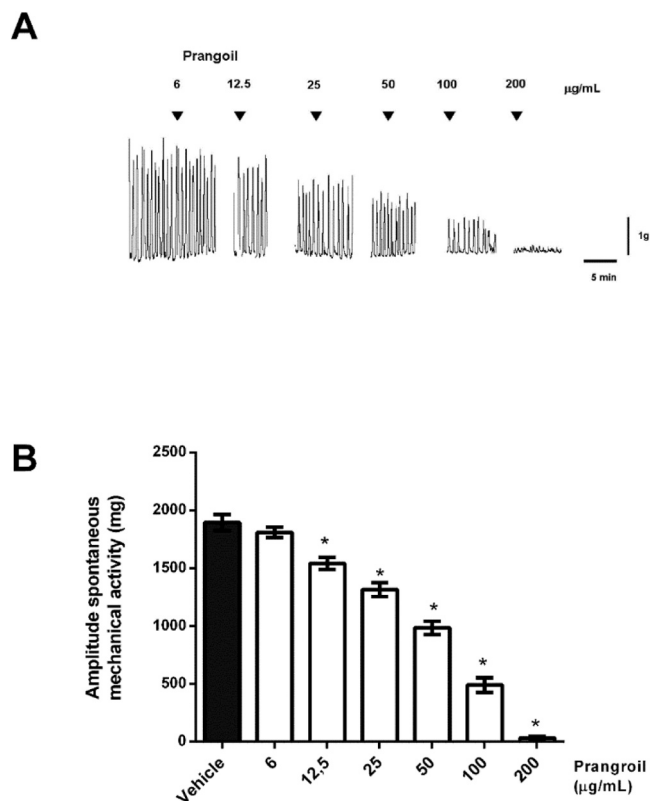 A
Prangoil
6 12.5 25 50 100 200 µg/mL
1g
5 min
B
Amplitude spontaneous
mechanical activity (mg)
2500
2000
1500
1000
500
0
* * * * *
Vehicle 6 12,5 25 50 100 200
Prangroil
(µg/mL)